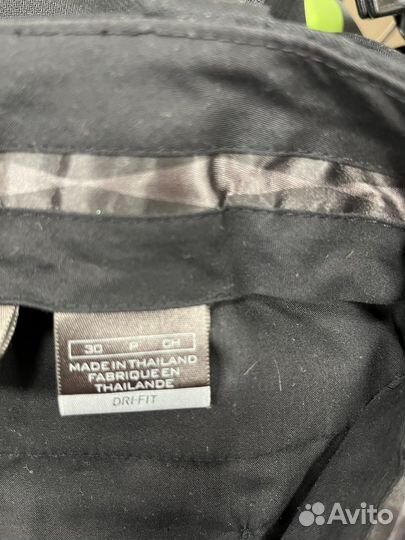 30 P CH
MADE IN THAILAND
FABRIQUE EN
THAILANDE
DRI-FIT
Avito